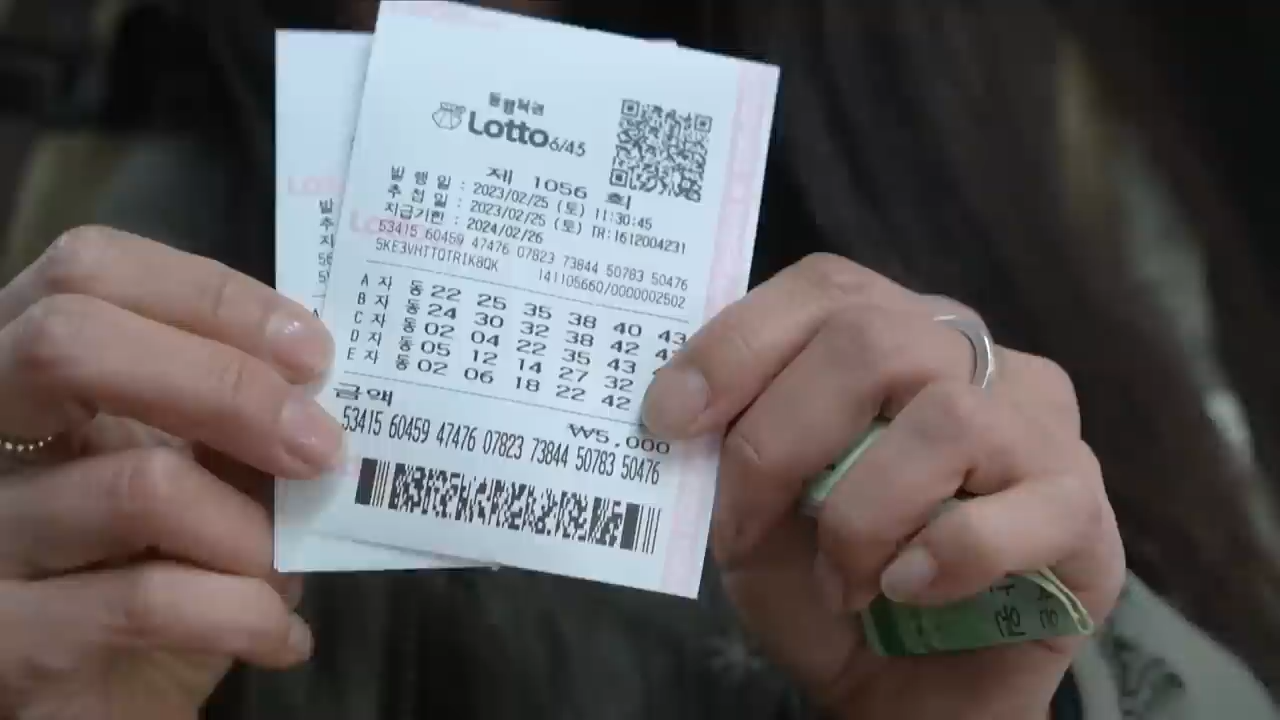 동행복권
Lotto 6/45
제 1056 회
발 행 일 : 2023/02/25 (토) 11:30:45
추 첨 일 : 2023/02/25 (토) TR:1612004231
지급기한 : 2024/02/26
53415 60459 47476 07823 73844 50783 50476
5KE3VHTTQTRIK8QK 141105660/0000002502
A 자 동 22 25 35 38 40 43
B 자 동 24 30 32 38 42
C 자 동 02 04 22 35 43
D 자 동 05 12 14 27 32
E 자 동 02 06 18 22 42
금액 ₩5,000
53415 60459 47476 07823 73844 50783 50476